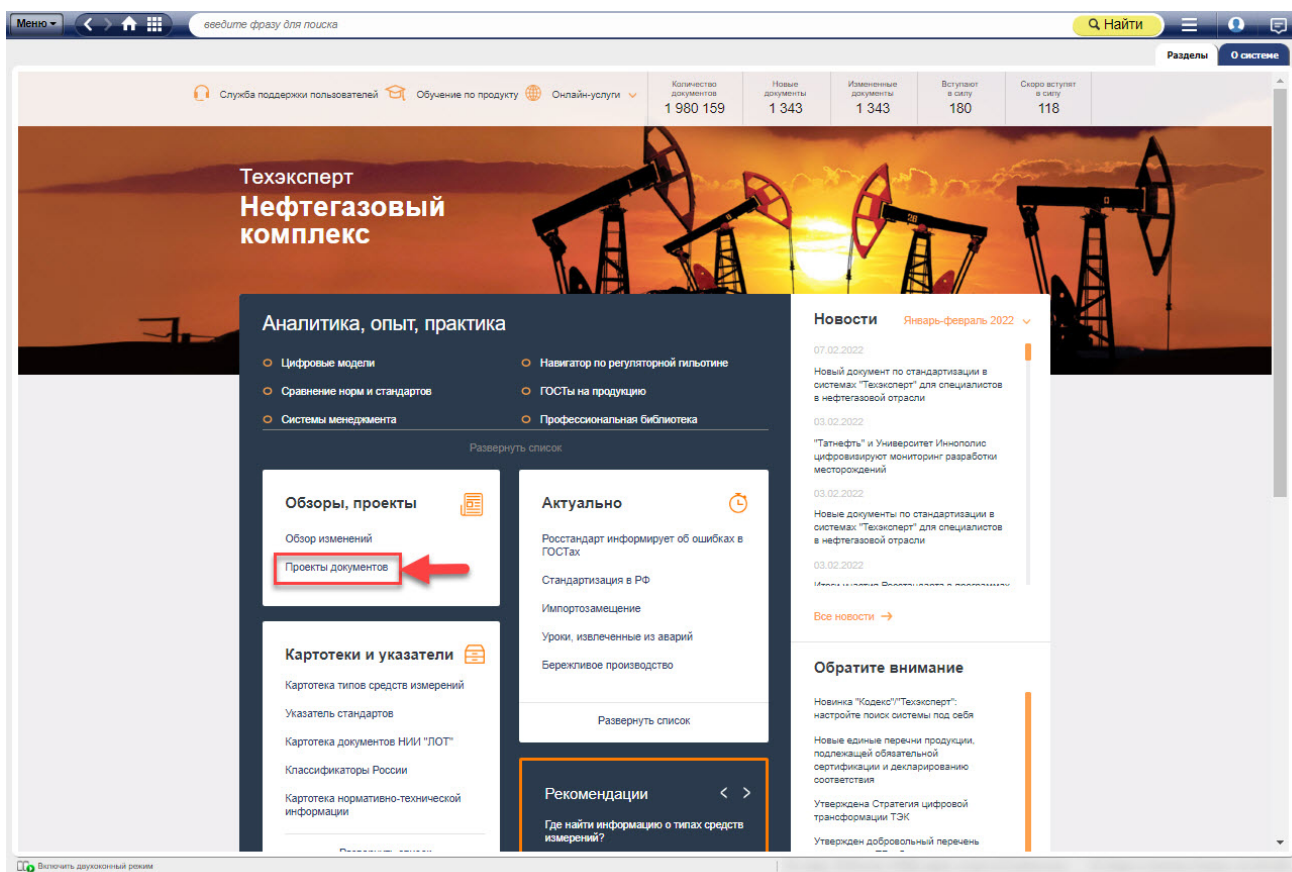 Меню
введите фразу для поиска
Найти
Разделы
О системе
Служба поддержки пользователей
Обучение по продукту
Онлайн-услуги
Количество
документов
1 980 159
Новые
документы
1 343
Измененные
документы
1 343
Вступают
в силу
180
Скоро вступят
в силу
118
Техэксперт
Нефтегазовый
комплекс
Аналитика, опыт, практика
Цифровые модели
Навигатор по регуляторной гильотине
Сравнение норм и стандартов
ГОСТы на продукцию
Системы менеджмента
Профессиональная библиотека
Развернуть список
Обзоры, проекты
Обзор изменений
Проекты документов
Картотеки и указатели
Картотека типов средств измерений
Указатель стандартов
Картотека документов НИИ "ЛОТ"
Классификаторы России
Картотека нормативно-технической
информации
Развернуть список
Актуально
Росстандарт информирует об ошибках в
ГОСТах
Стандартизация в РФ
Импортозамещение
Уроки, извлеченные из аварий
Бережливое производство
Развернуть список
Рекомендации
Где найти информацию о типах средств
измерений?
Новости
Январь-февраль 2022
07.02.2022
Новый документ по стандартизации в
системах "Техэксперт" для специалистов
в нефтегазовой отрасли
03.02.2022
"Татнефть" и Университет Иннополис
цифровизируют мониторинг разработки
месторождений
03.02.2022
Новые документы по стандартизации в
системах "Техэксперт" для специалистов
в нефтегазовой отрасли
03.02.2022
Итоги участия Росстандарта в программах
Все новости
Обратите внимание
Новинка "Кодекс"/"Техэксперт":
настройте поиск системы под себя
Новые единые перечни продукции,
подлежащей обязательной
сертификации и декларированию
соответствия
Утверждена Стратегия цифровой
трансформации ТЭК
Утвержден добровольный перечень
Включить двухоконный режим